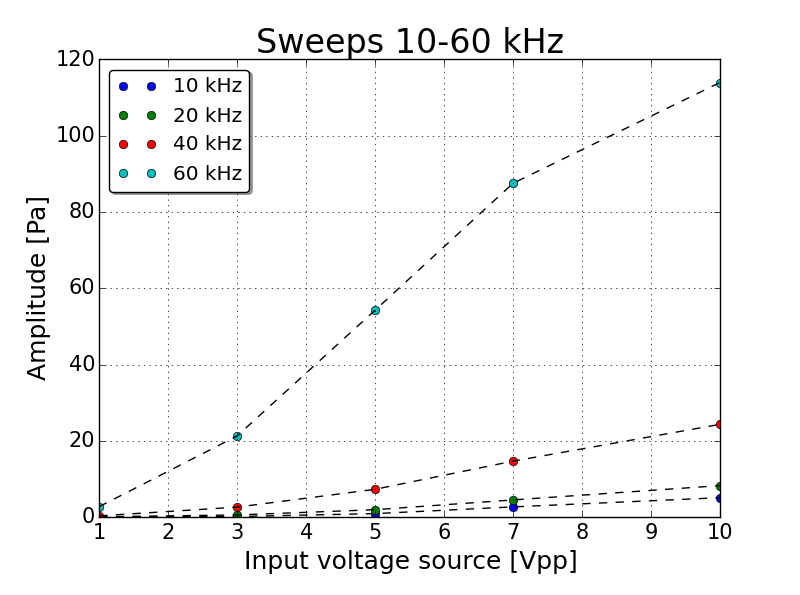 Sweeps 10-60 kHz
10 kHz
20 kHz
40 kHz
60 kHz
Amplitude [Pa]
120
100
80
60
40
20
0
1 2 3 4 5 6 7 8 9 10
Input voltage source [Vpp]